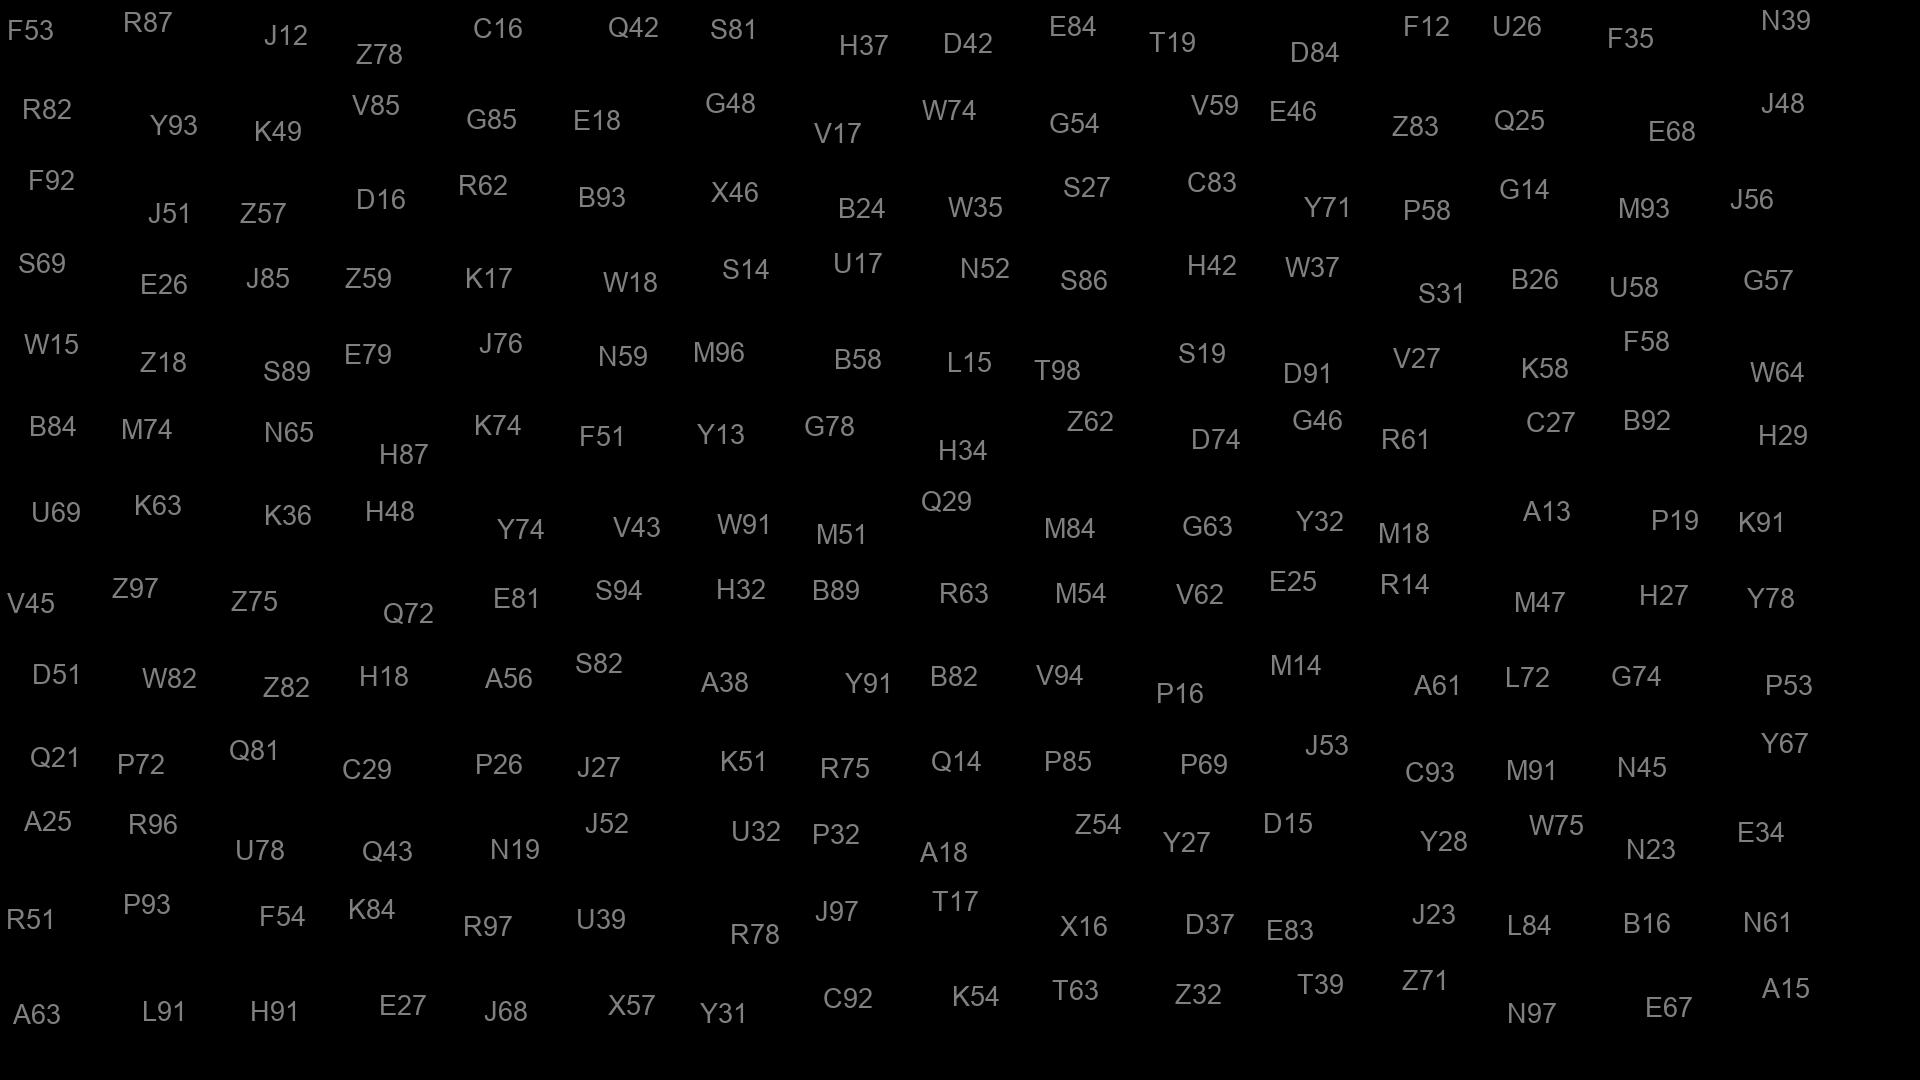 F53 R87 J12 Z78 C16 Q42 S81 H37 D42 E84 T19 D84 F12 U26 F35 N39
R82 Y93 K49 V85 G85 E18 G48 V17 W74 G54 V59 E46 Z83 Q25 E68 J48
F92 J51 Z57 D16 R62 B93 X46 B24 W35 S27 C83 Y71 P58 G14 M93 J56
S69 E26 J85 Z59 K17 W18 S14 U17 N52 S86 H42 W37 S31 B26 U58 G57
W15 Z18 S89 E79 J76 N59 M96 B58 L15 T98 S19 D91 V27 K58 F58 W64
B84 M74 N65 H87 K74 F51 Y13 G78 H34 Z62 D74 G46 R61 C27 B92 H29
U69 K63 K36 H48 Y74 V43 W91 M51 Q29 M84 G63 Y32 M18 A13 P19 K91
V45 Z97 Z75 Q72 E81 S94 H32 B89 R63 M54 V62 E25 R14 M47 H27 Y78
D51 W82 Z82 H18 A56 S82 A38 Y91 B82 V94 P16 M14 A61 L72 G74 P53
Q21 P72 Q81 C29 P26 J27 K51 R75 Q14 P85 P69 J53 C93 M91 N45 Y67
A25 R96 U78 Q43 N19 J52 U32 P32 A18 Z54 Y27 D15 Y28 W75 N23 E34
R51 P93 F54 K84 R97 U39 R78 J97 T17 X16 D37 E83 J23 L84 B16 N61
A63 L91 H91 E27 J68 X57 Y31 C92 K54 T63 Z32 T39 Z71 N97 E67 A15